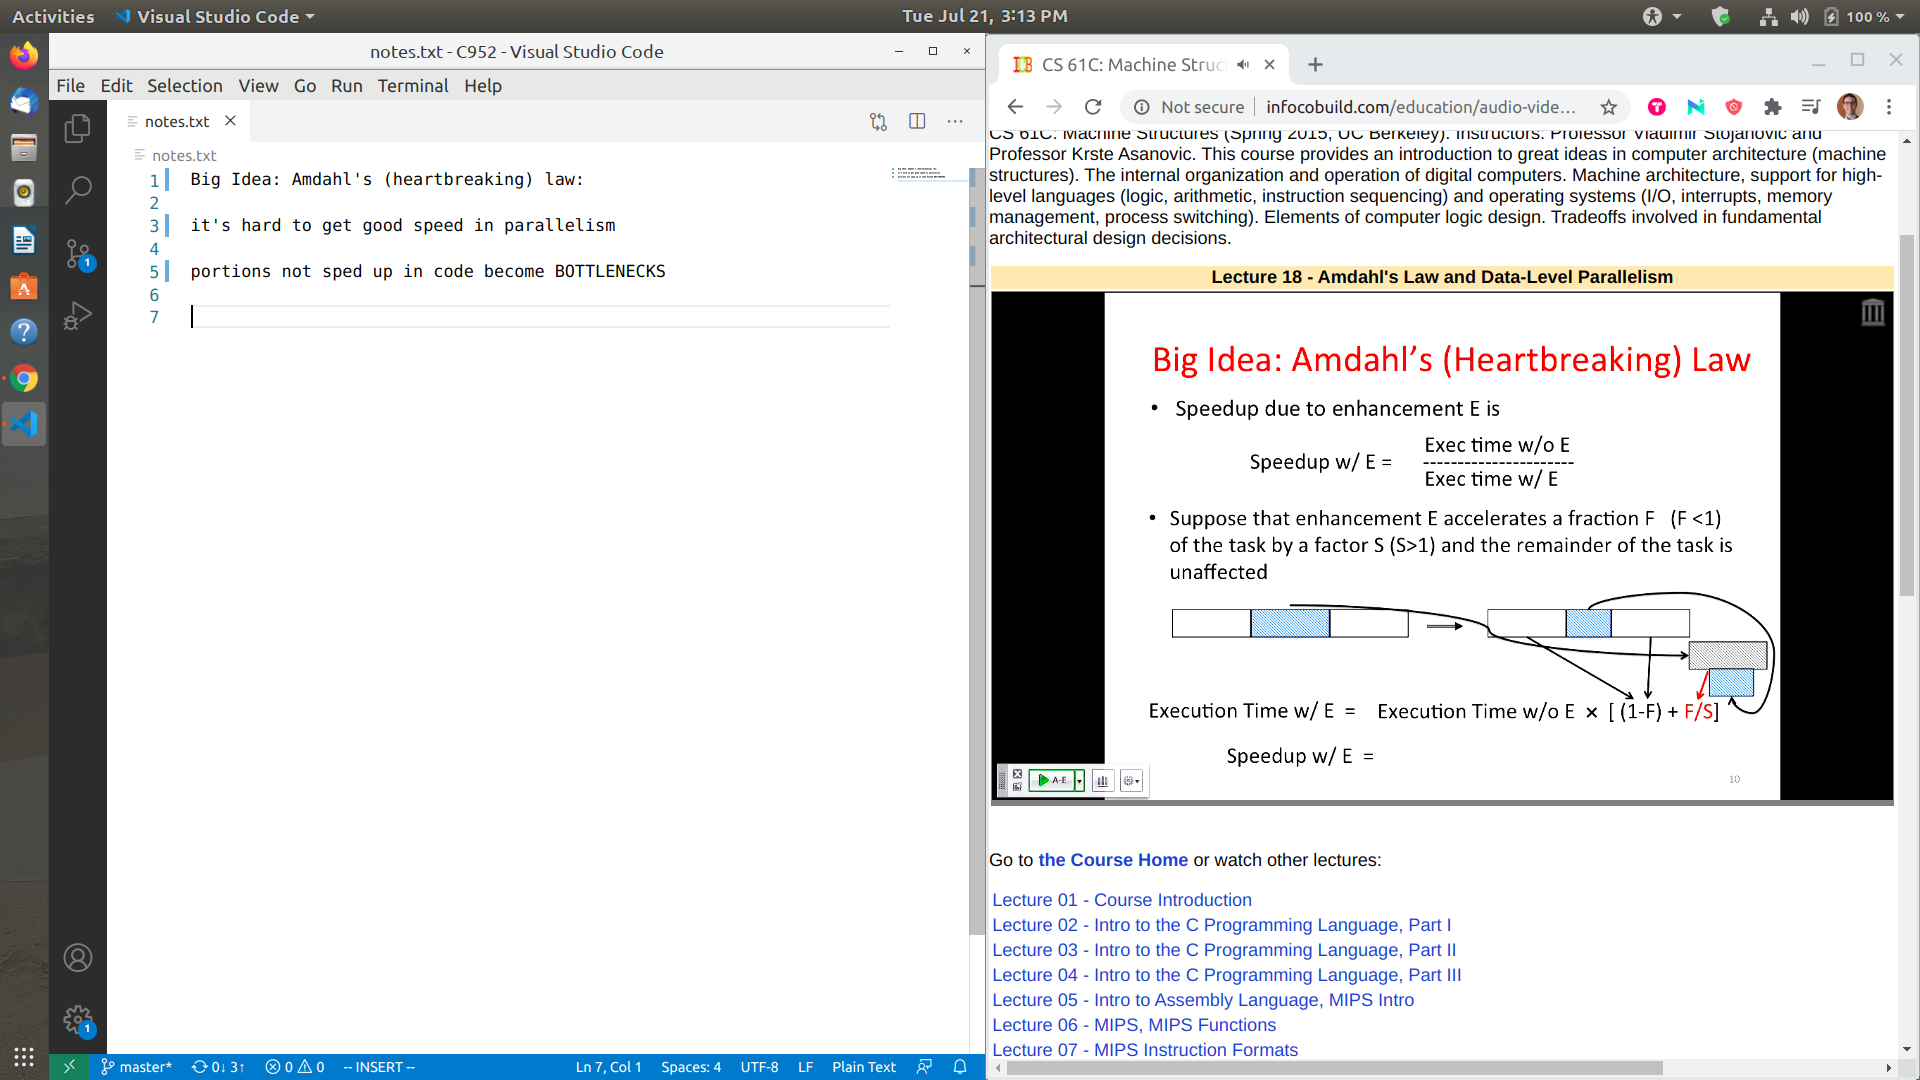 Activities
Visual Studio Code
Tue Jul 21, 3:13 PM
100 %
notes.txt - C952 - Visual Studio Code
File Edit Selection View Go Run Terminal Help
notes.txt
notes.txt
1 Big Idea: Amdahl's (heartbreaking) law:
2
3 it's hard to get good speed in parallelism
4
5 portions not sped up in code become BOTTLENECKS
6
7
1
1
master* 0↓ 3↑ 0 0 -- INSERT --
Ln 7, Col 1 Spaces: 4 UTF-8 LF Plain Text
CS 61C: Machine Struc
Not secure infocobuild.com/education/audio-vide...
CS 61C: Machine Structures (Spring 2015, UC Berkeley). Instructors: Professor Vladimir Stojanovic and
Professor Krste Asanovic. This course provides an introduction to great ideas in computer architecture (machine
structures). The internal organization and operation of digital computers. Machine architecture, support for high-
level languages (logic, arithmetic, instruction sequencing) and operating systems (I/O, interrupts, memory
management, process switching). Elements of computer logic design. Tradeoffs involved in fundamental
architectural design decisions.
Lecture 18 - Amdahl's Law and Data-Level Parallelism
Big Idea: Amdahl's (Heartbreaking) Law
• Speedup due to enhancement E is
Exec time w/o E
Speedup w/ E = ----------------------
Exec time w/ E
• Suppose that enhancement E accelerates a fraction F (F <1)
of the task by a factor S (S>1) and the remainder of the task is
unaffected
Execution Time w/ E = Execution Time w/o E × [ (1-F) + F/S]
Speedup w/ E =
A-E
10
Go to the Course Home or watch other lectures:
Lecture 01 - Course Introduction
Lecture 02 - Intro to the C Programming Language, Part I
Lecture 03 - Intro to the C Programming Language, Part II
Lecture 04 - Intro to the C Programming Language, Part III
Lecture 05 - Intro to Assembly Language, MIPS Intro
Lecture 06 - MIPS, MIPS Functions
Lecture 07 - MIPS Instruction Formats